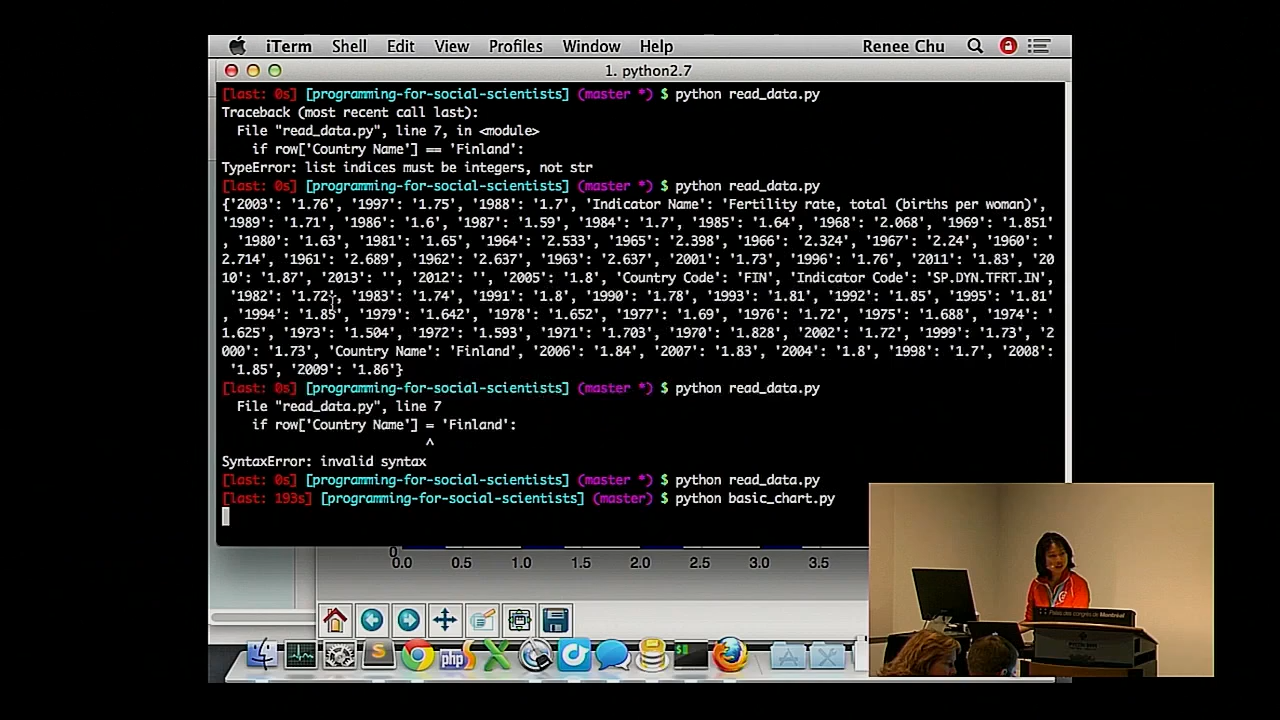 iTerm Shell Edit View Profiles Window Help Renee Chu
1. python2.7
[last: 0s] [programming-for-social-scientists] (master *) $ python read_data.py
Traceback (most recent call last):
  File "read_data.py", line 7, in <module>
    if row['Country Name'] == 'Finland':
TypeError: list indices must be integers, not str
[last: 0s] [programming-for-social-scientists] (master *) $ python read_data.py
{'2003': '1.76', '1997': '1.75', '1988': '1.7', 'Indicator Name': 'Fertility rate, total (births per woman)',
'1989': '1.71', '1986': '1.6', '1987': '1.59', '1984': '1.7', '1985': '1.64', '1968': '2.068', '1969': '1.851'
, '1980': '1.63', '1981': '1.65', '1964': '2.533', '1965': '2.398', '1966': '2.324', '1967': '2.24', '1960': '
2.714', '1961': '2.689', '1962': '2.637', '1963': '2.637', '2001': '1.73', '1996': '1.76', '2011': '1.83', '20
10': '1.87', '2013': '', '2012': '', '2005': '1.8', 'Country Code': 'FIN', 'Indicator Code': 'SP.DYN.TFRT.IN',
'1982': '1.72', '1983': '1.74', '1991': '1.8', '1990': '1.78', '1993': '1.81', '1992': '1.85', '1995': '1.81'
, '1994': '1.85', '1979': '1.642', '1978': '1.652', '1977': '1.69', '1976': '1.72', '1975': '1.688', '1974': '
1.625', '1973': '1.504', '1972': '1.593', '1971': '1.703', '1970': '1.828', '2002': '1.72', '1999': '1.73', '2
000': '1.73', 'Country Name': 'Finland', '2006': '1.84', '2007': '1.83', '2004': '1.8', '1998': '1.7', '2008':
'1.85', '2009': '1.86'}
[last: 0s] [programming-for-social-scientists] (master *) $ python read_data.py
  File "read_data.py", line 7
    if row['Country Name'] = 'Finland':
^
SyntaxError: invalid syntax
[last: 0s] [programming-for-social-scientists] (master *) $ python read_data.py
[last: 193s] [programming-for-social-scientists] (master) $ python basic_chart.py
0
0.0 0.5 1.0 1.5 2.0 2.5 3.0 3.5
php
Palais des congrès de Montréal